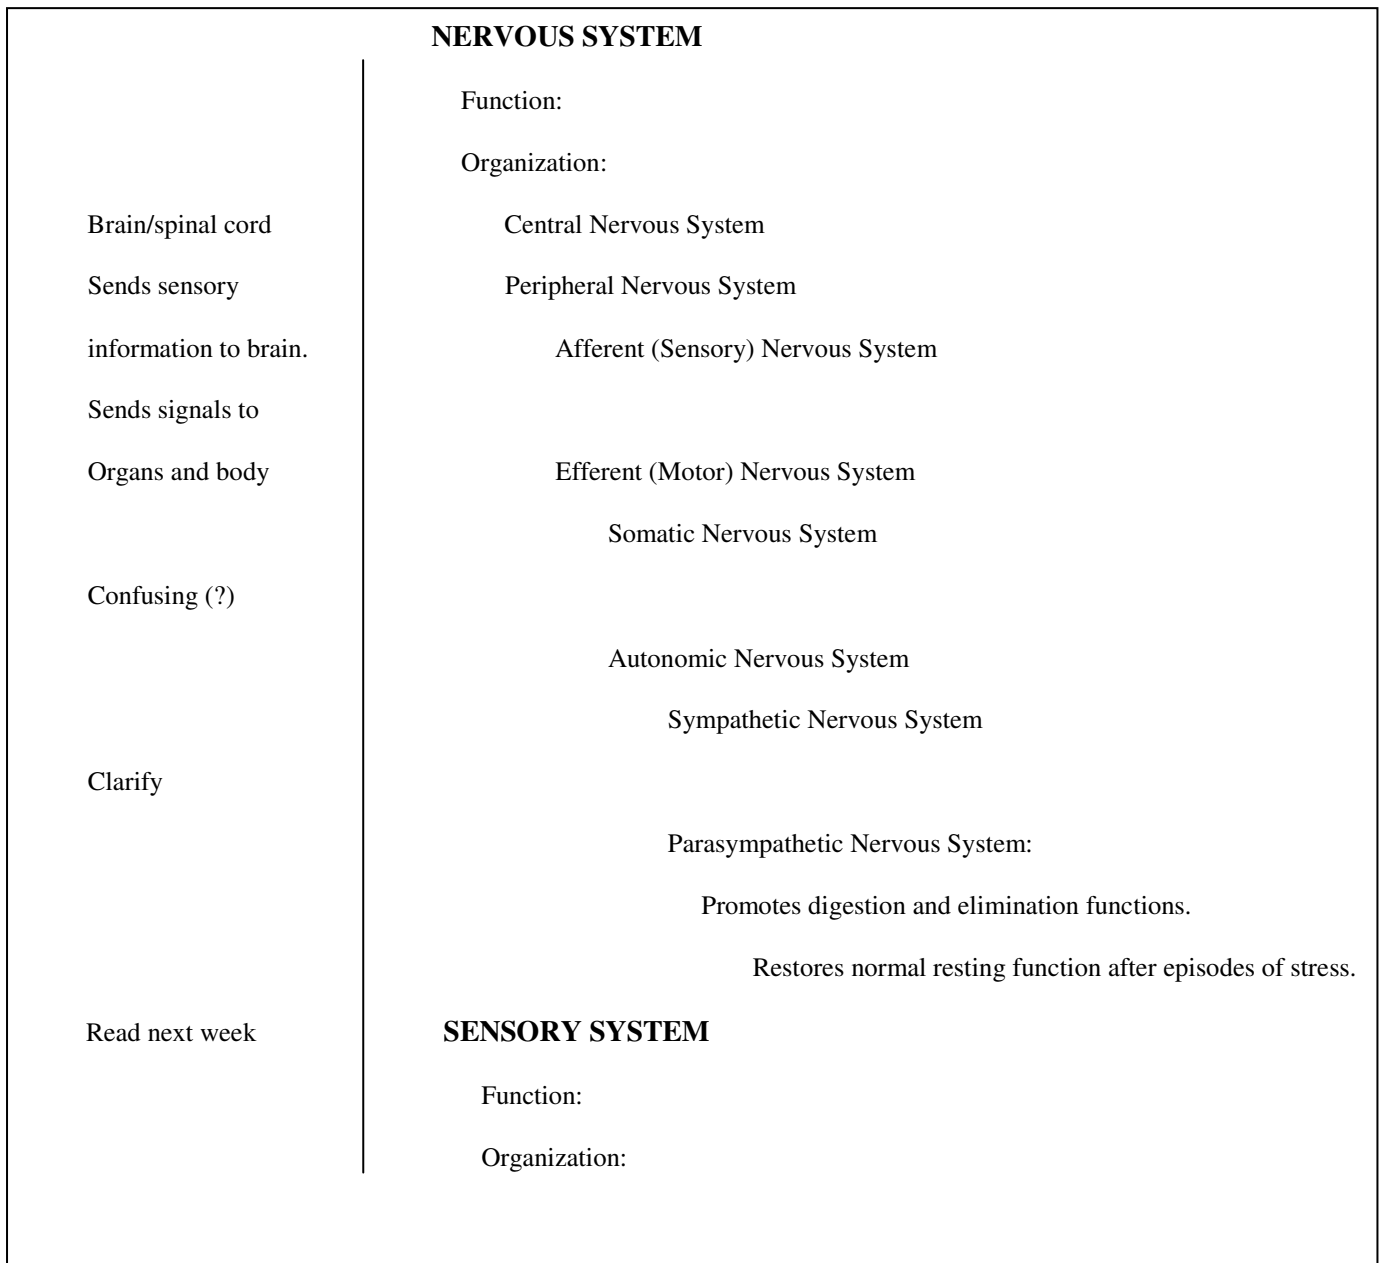 NERVOUS SYSTEM
Function:
Organization:
Brain/spinal cord Central Nervous System
Sends sensory Peripheral Nervous System
information to brain. Afferent (Sensory) Nervous System
Sends signals to
Organs and body Efferent (Motor) Nervous System
Somatic Nervous System
Confusing (?)
Autonomic Nervous System
Sympathetic Nervous System
Clarify
Parasympathetic Nervous System:
Promotes digestion and elimination functions.
Restores normal resting function after episodes of stress.
Read next week SENSORY SYSTEM
Function:
Organization: